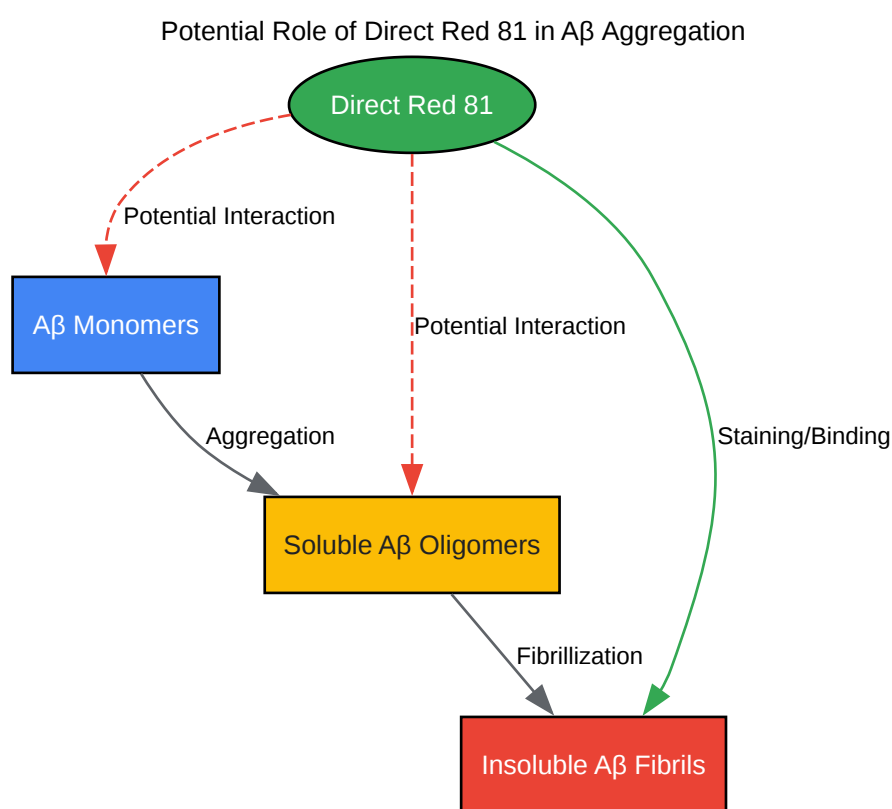 Potential Role of Direct Red 81 in Aβ Aggregation
Direct Red 81
Potential Interaction
Aβ Monomers
Potential Interaction
Aggregation
Staining/Binding
Soluble Aβ Oligomers
Fibrillization
Insoluble Aβ Fibrils